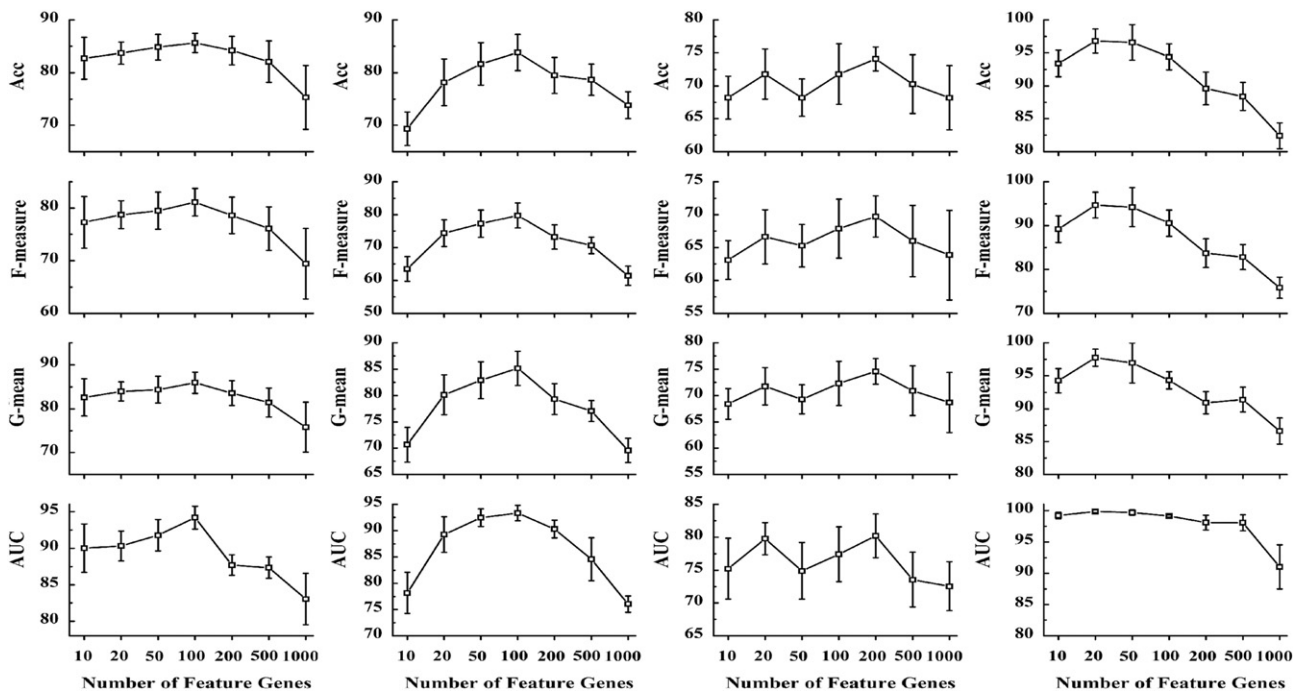 90 90 85 100
Acc Acc Acc Acc
80 80 80 95
70 70 75 90
70 85
65 80
60
80 90 75 100
F-measure F-measure F-measure F-measure
70 80 70 90
60 70 65 80
60 60 70
50 55
90 90 85 100
G-mean G-mean G-mean G-mean
80 85 80 95
70 80 75 90
75 70 85
70 65 80
65 60
55
95 95 85 100
AUC AUC AUC AUC
90 90 80 95
85 85 75 90
80 80 70 85
75 65 80
70
10 20 50 100 200 500 1000 10 20 50 100 200 500 1000 10 20 50 100 200 500 1000 10 20 50 100 200 500 1000
Number of Feature Genes Number of Feature Genes Number of Feature Genes Number of Feature Genes